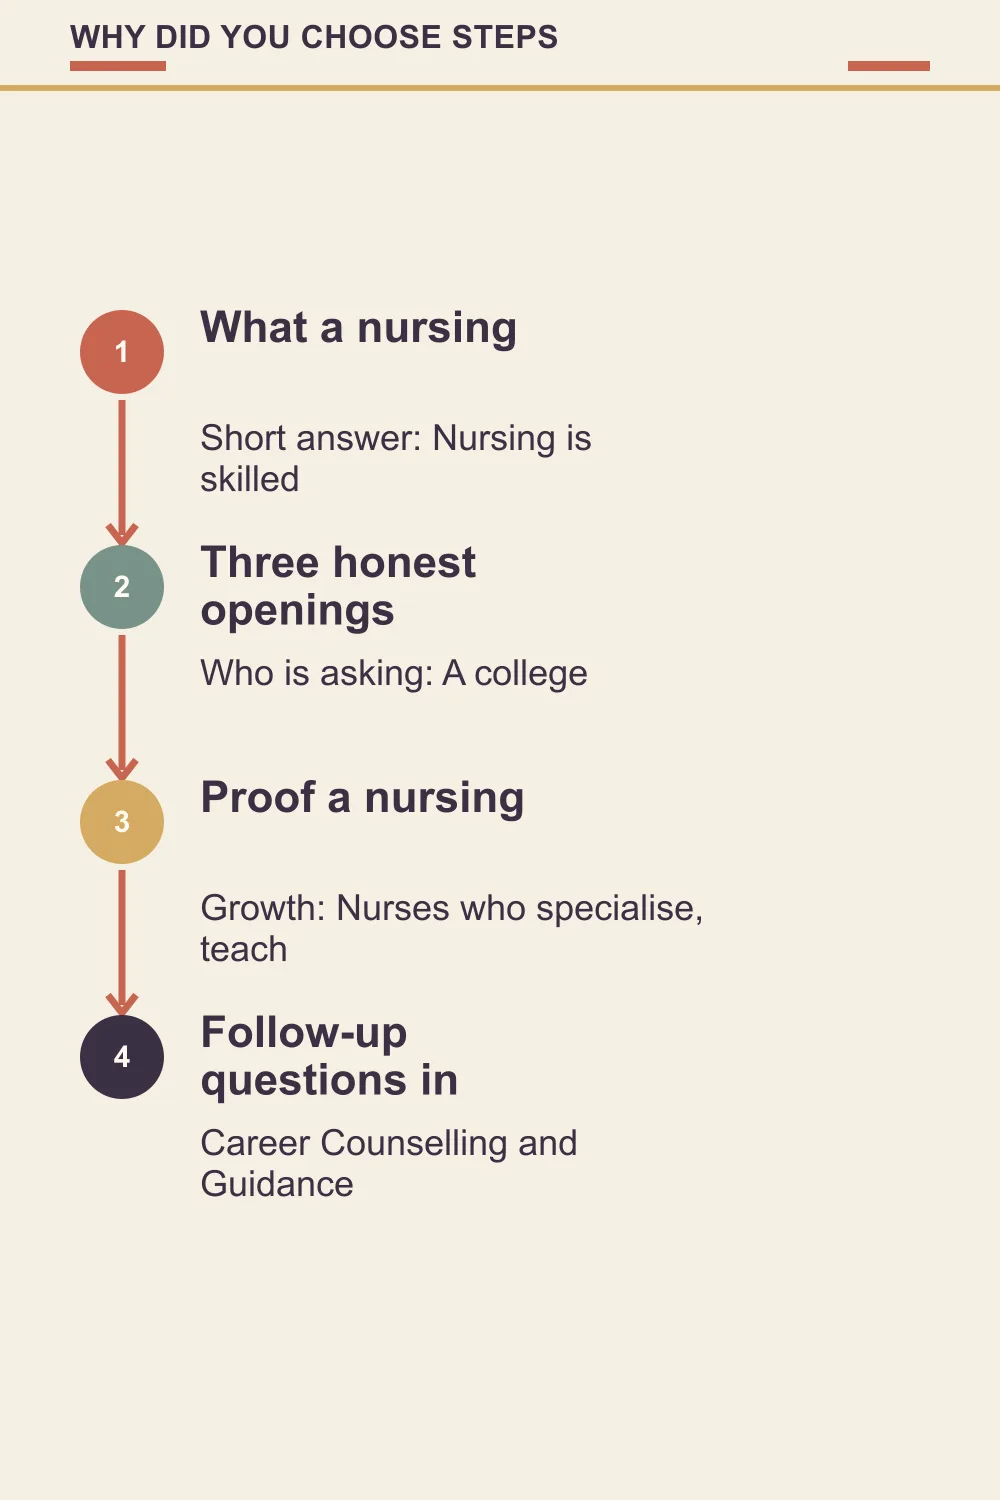 WHY DID YOU CHOOSE STEPS
1
What a nursing
Short answer: Nursing is
skilled
2
Three honest
openings
Who is asking: A college
3
Proof a nursing
Growth: Nurses who specialise,
teach
4
Follow-up
questions in
Career Counselling and
Guidance